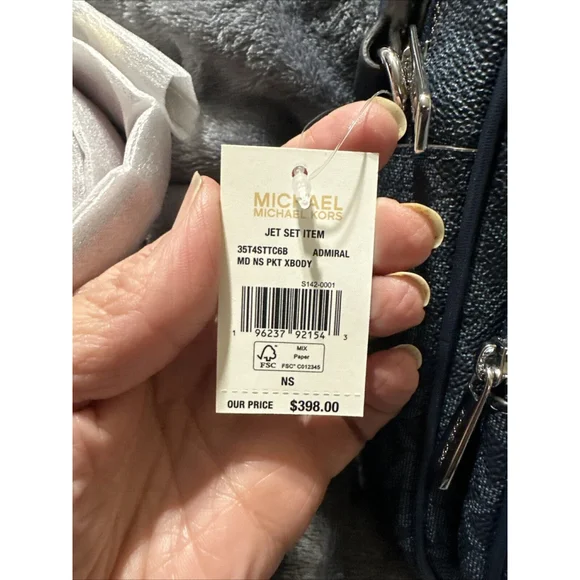 MICHAEL
MICHAEL KORS
JET SET ITEM
35T4STTC6B ADMIRAL
MD NS PKT XBODY
S142-0001
1 96237 92154 3
FSC
MIX
Paper
FSC® C012345
NS
OUR PRICE $398.00